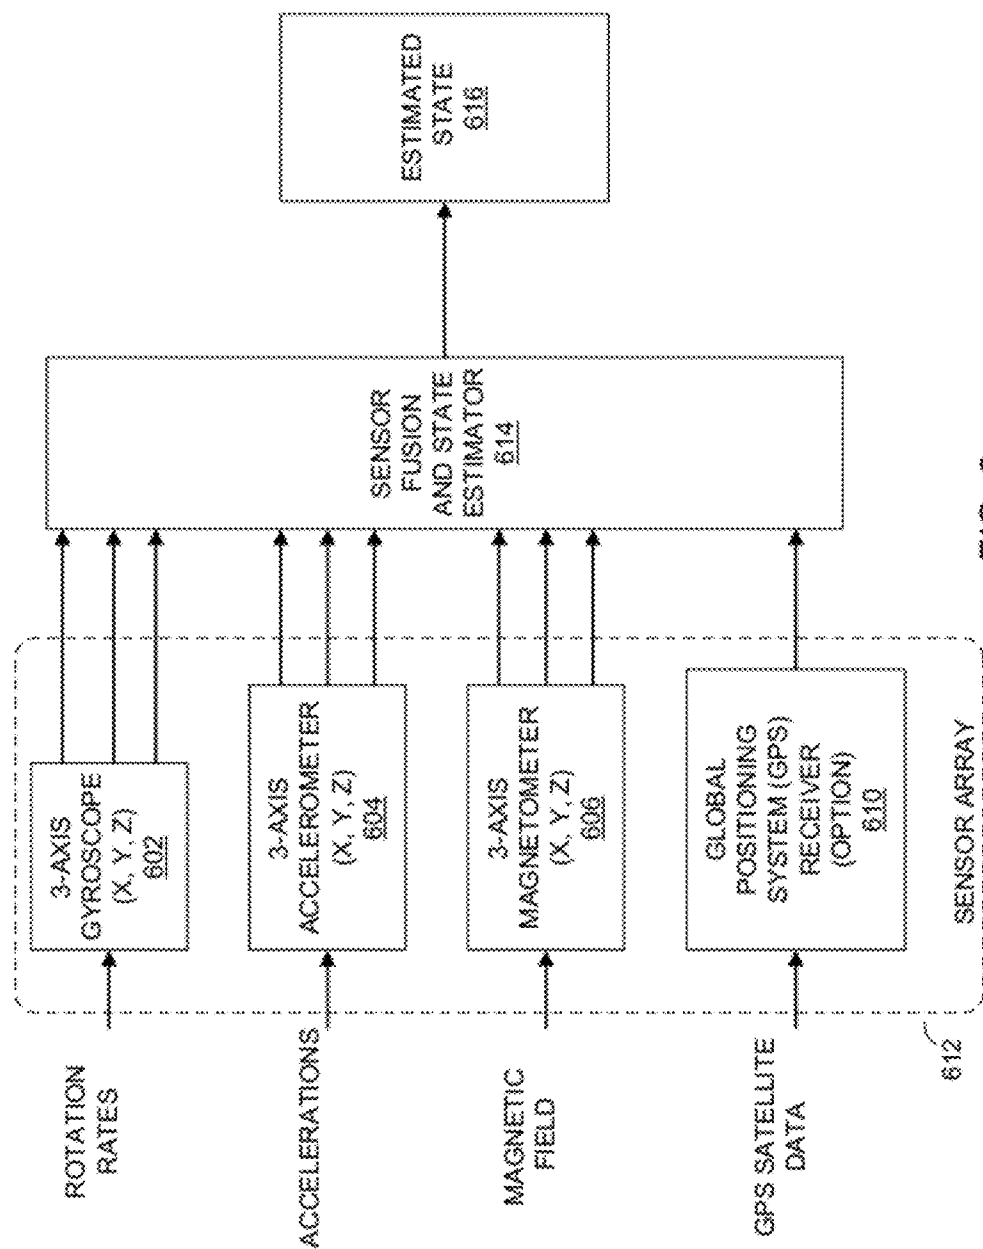 ROTATION
RATES
3-AXIS
GYROSCOPE
(X, Y, Z)
602
ACCELERATIONS
3-AXIS
ACCELEROMETER
(X, Y, Z)
604
MAGNETIC
FIELD
3-AXIS
MAGNETOMETER
(X, Y, Z)
606
GPS SATELLITE
DATA
GLOBAL
POSITIONING
SYSTEM (GPS)
RECEIVER
(OPTION)
610
SENSOR ARRAY
612
SENSOR
FUSION
AND STATE
ESTIMATOR
614
ESTIMATED
STATE
616